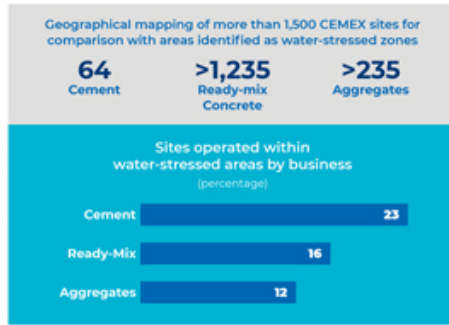 Geographical mapping of more than 1,500 CEMEX sites for
comparison with areas identified as water-stressed zones
64 >1,235 >235
Cement Ready-mix Aggregates
Concrete
Sites operated within
water-stressed areas by business
(percentage)
Cement 23
Ready-Mix 16
Aggregates 12